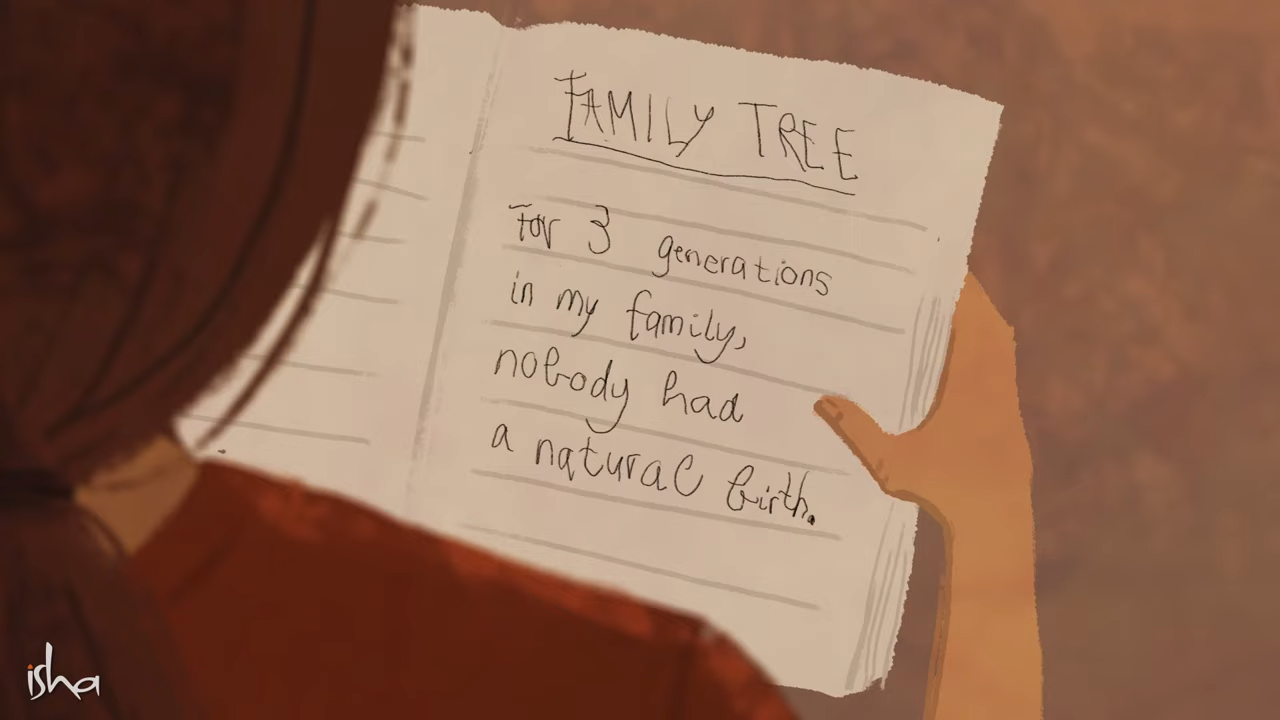 FAMILY TREE
For 3 generations
in my family,
nobody had
a natural birth.
isha